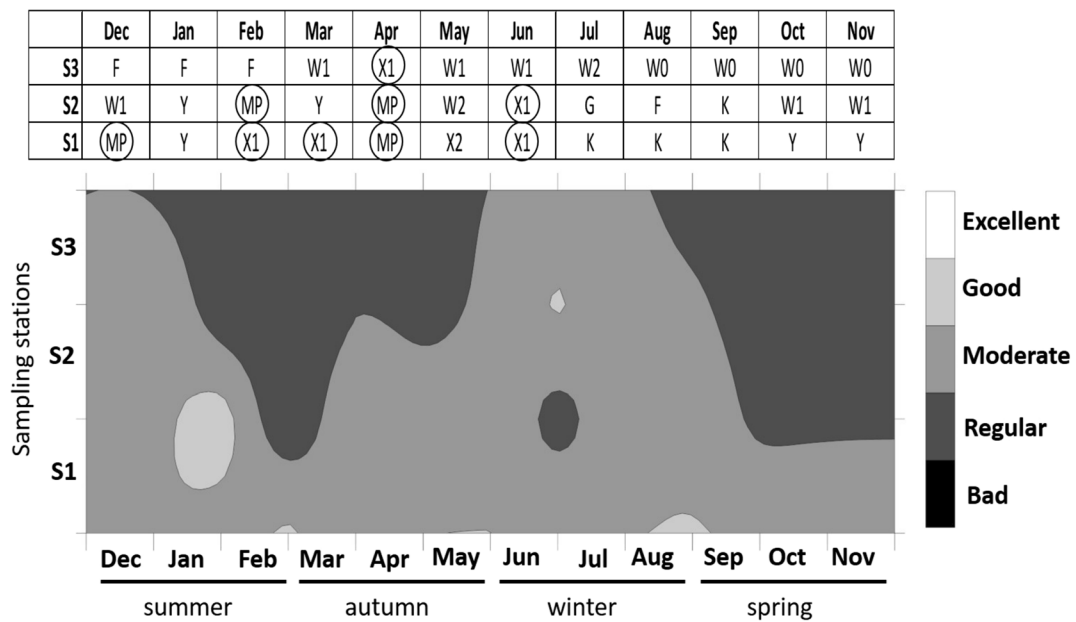 Dec Jan Feb Mar Apr May Jun Jul Aug Sep Oct Nov
S3 F F F W1 X1 W1 W1 W2 W0 W0 W0 W0
S2 W1 Y MP Y MP W2 X1 G F K W1 W1
S1 MP Y X1 X1 MP X2 X1 K K K Y Y
Sampling stations
S3
S2
S1
Excellent
Good
Moderate
Regular
Bad
Dec Jan Feb Mar Apr May Jun Jul Aug Sep Oct Nov
summer autumn winter spring